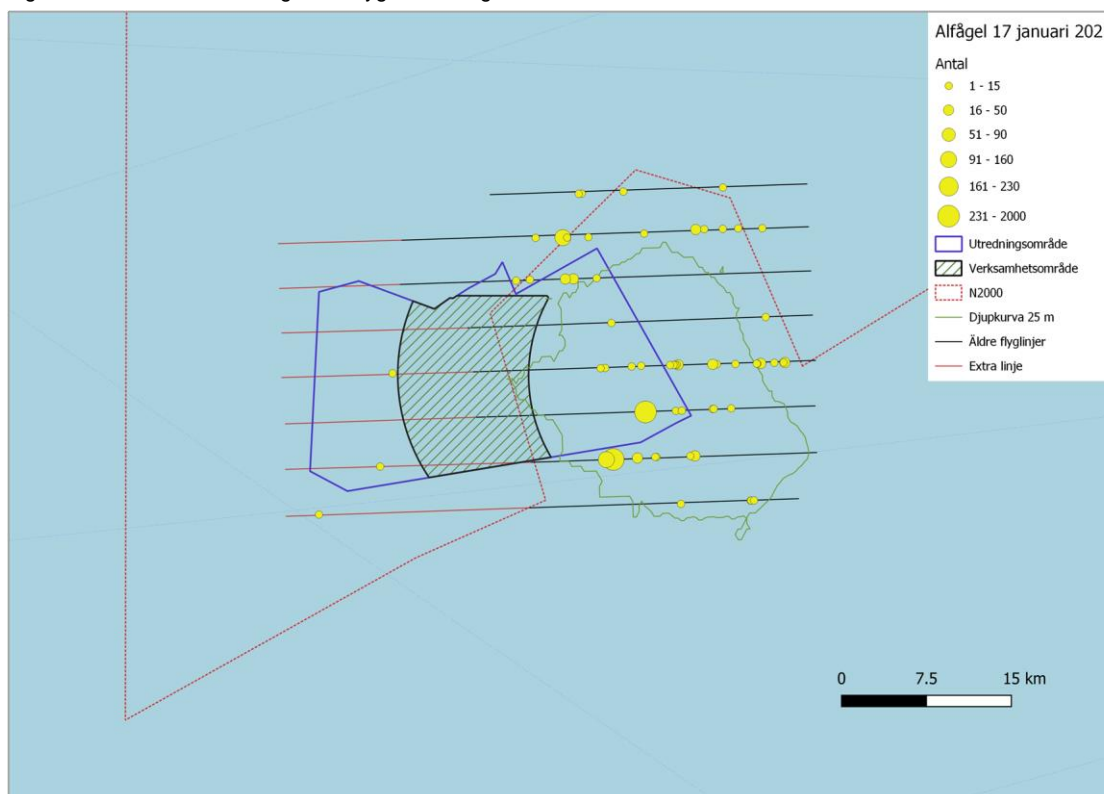 Alfågel 17 januari 202
Antal
1 - 15
16 - 50
51 - 90
91 - 160
161 - 230
231 - 2000
Utredningsområde
Verksamhetsområde
N2000
Djupkurva 25 m
Äldre flyglinjer
Extra linje
0 7.5 15 km